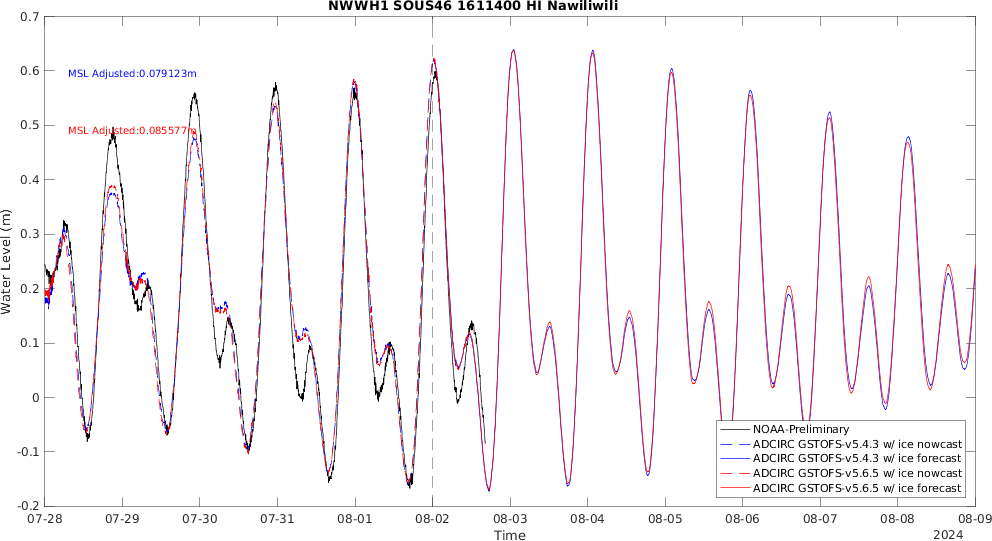 NWWH1 SOUS46 1611400 HI Nawiliwili
0.7
0.6
0.5
0.4
0.3
0.2
0.1
0
-0.1
-0.2
Water Level (m)
MSL Adjusted:0.079123m
MSL Adjusted:0.085577m
NOAA-Preliminary
ADCIRC GSTOFS-v5.4.3 w/ ice nowcast
ADCIRC GSTOFS-v5.4.3 w/ ice forecast
ADCIRC GSTOFS-v5.6.5 w/ ice nowcast
ADCIRC GSTOFS-v5.6.5 w/ ice forecast
07-28 07-29 07-30 07-31 08-01 08-02 08-03 08-04 08-05 08-06 08-07 08-08 08-09
Time
2024